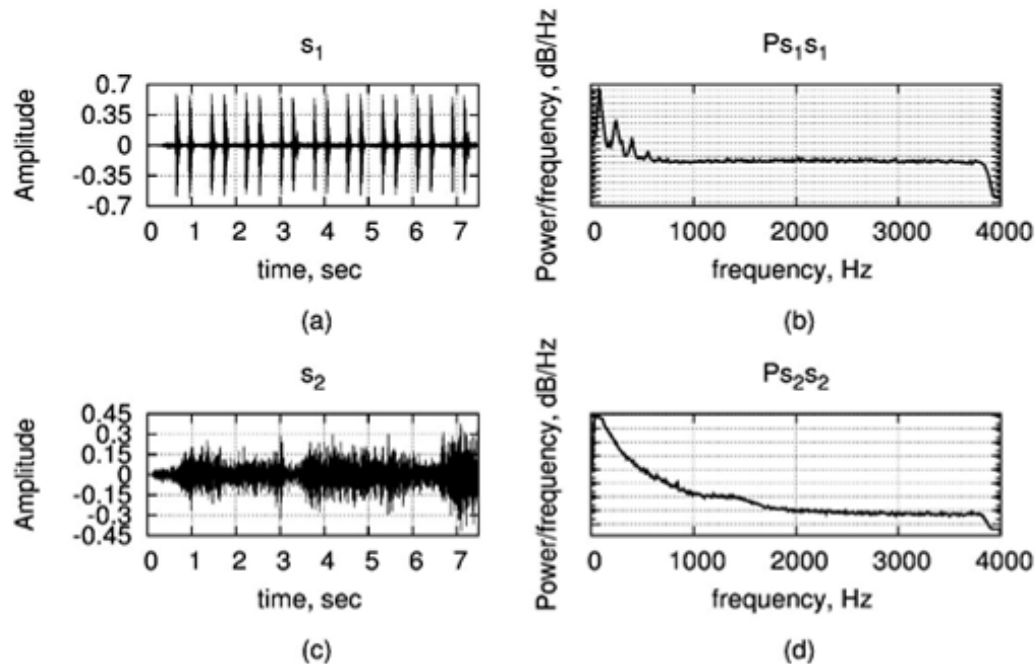 s1
Amplitude
0.7
0.35
0
-0.35
-0.7
0 1 2 3 4 5 6 7
time, sec
(a)
Ps1s1
Power/frequency, dB/Hz
0 1000 2000 3000 4000
frequency, Hz
(b)
s2
Amplitude
0.45
0.3
0.15
0
-0.15
-0.3
-0.45
0 1 2 3 4 5 6 7
time, sec
(c)
Ps2s2
Power/frequency, dB/Hz
0 1000 2000 3000 4000
frequency, Hz
(d)